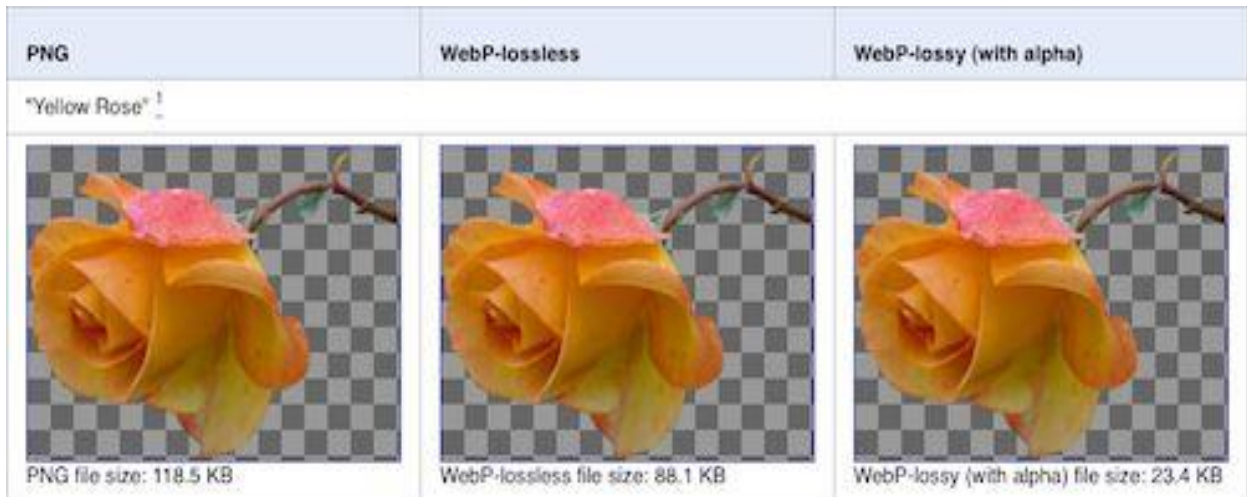 PNG WebP-lossless WebP-lossy (with alpha)
"Yellow Rose" 1
PNG file size: 118.5 KB WebP-lossless file size: 88.1 KB WebP-lossy (with alpha) file size: 23.4 KB